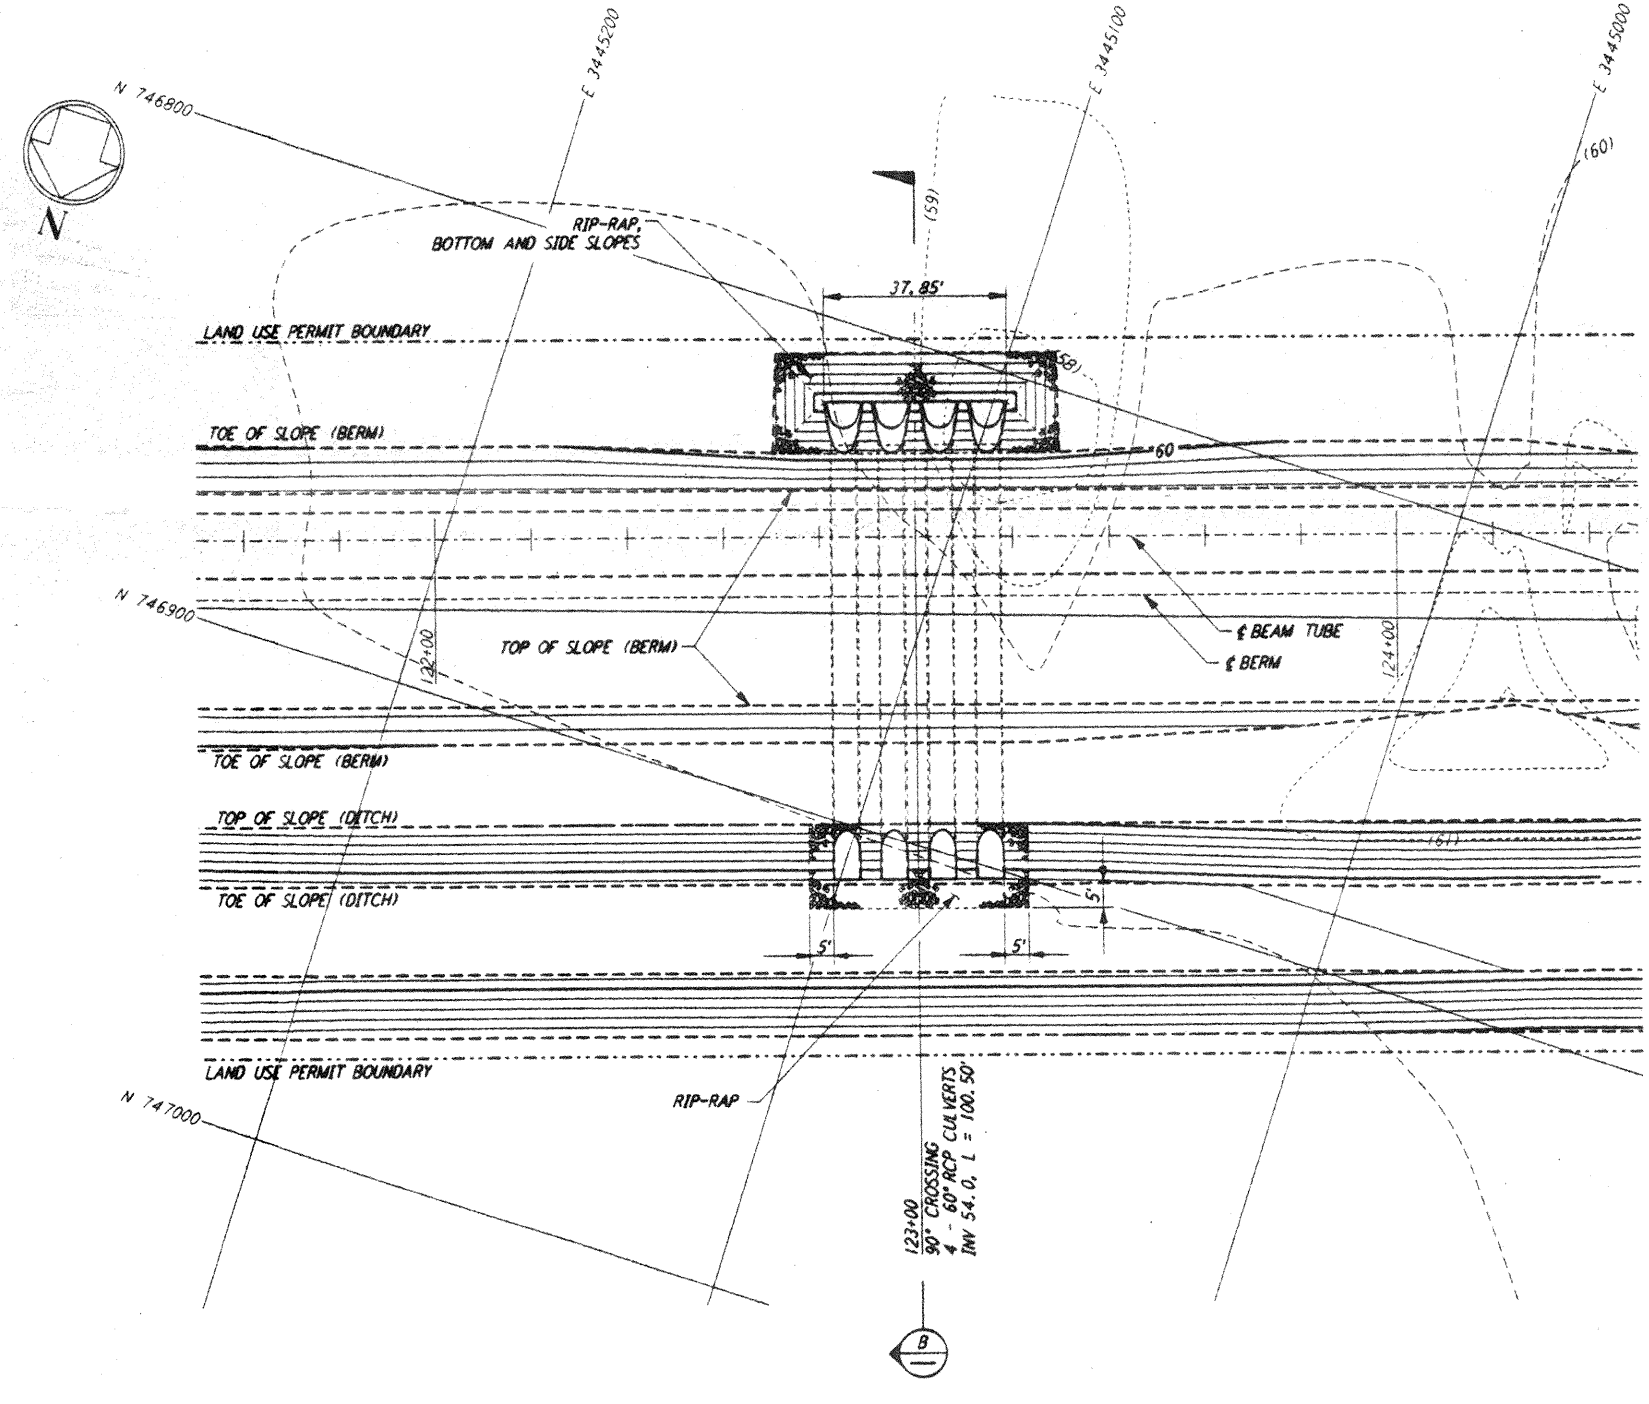 E 3445200
E 3445100
E 3445000
N 746800
(60)
N
(59)
RIP-RAP,
BOTTOM AND SIDE SLOPES
37.85'
LAND USE PERMIT BOUNDARY
(58)
TOE OF SLOPE (BERM)
60
N 746900
122+00
TOP OF SLOPE (BERM)
℄ BEAM TUBE
℄ BERM
124+00
TOE OF SLOPE (BERM)
TOP OF SLOPE (DITCH)
(61)
TOE OF SLOPE (DITCH)
5'
5'
5'
LAND USE PERMIT BOUNDARY
RIP-RAP
N 747000
123+00
90° CROSSING
4 - 60" RCP CULVERTS
INV 54.0, L = 100.50'
B